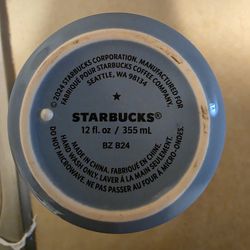 © 2024 STARBUCKS CORPORATION. MANUFACTURED FOR
FABRIQUÉ POUR STARBUCKS COFFEE COMPANY,
SEATTLE, WA 98134
STARBUCKS®
12 fl. oz / 355 mL
BZ B24
MADE IN CHINA. FABRIQUÉ EN CHINE.
HAND WASH ONLY. LAVER À LA MAIN SEULEMENT.
DO NOT MICROWAVE. NE PAS PASSER AU FOUR À MICRO-ONDES.